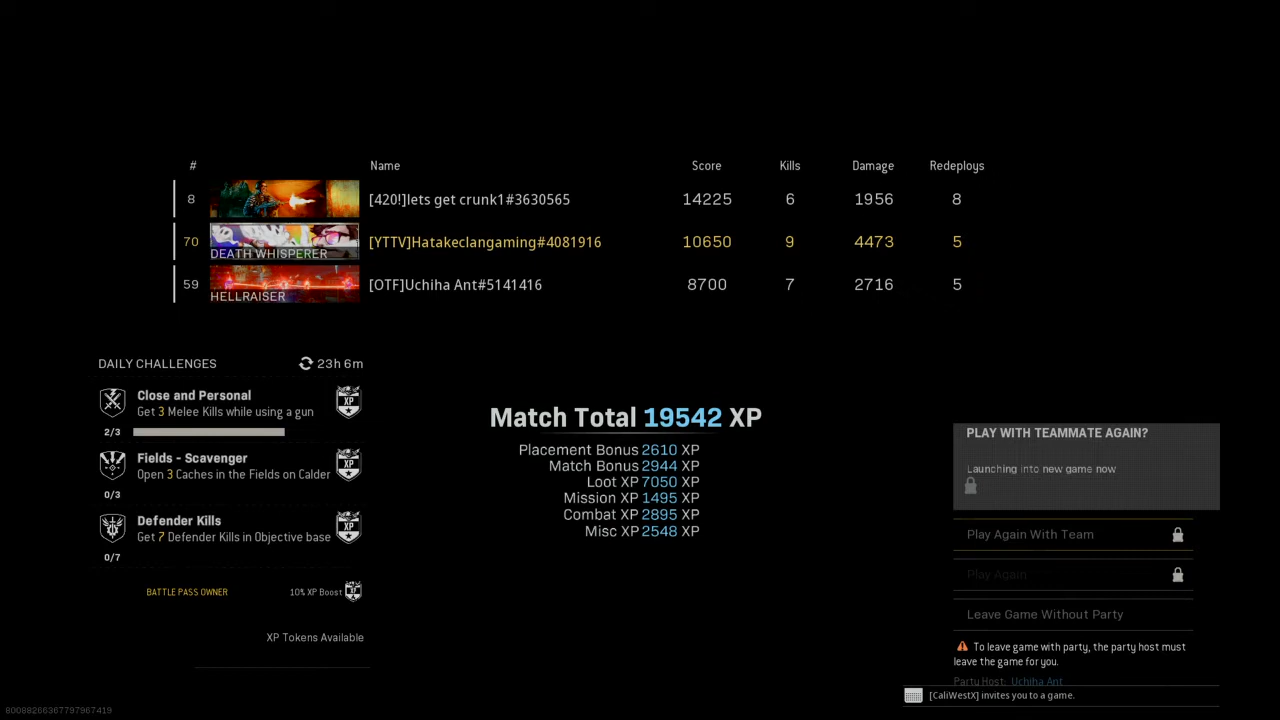 # Name Score Kills Damage Redeploys
8 [420!]lets get crunk1#3630565 14225 6 1956 8
70 DEATH WHISPERER [YTTV]Hatakeclangaming#4081916 10650 9 4473 5
59 HELLRAISER [OTF]Uchiha Ant#5141416 8700 7 2716 5
DAILY CHALLENGES 23h 6m
Close and Personal
Get 3 Melee Kills while using a gun
XP
2/3
Fields - Scavenger
Open 3 Caches in the Fields on Calder
XP
0/3
Defender Kills
Get 7 Defender Kills in Objective base
XP
0/7
BATTLE PASS OWNER 10% XP Boost XP
XP Tokens Available
Match Total 19542 XP
Placement Bonus 2610 XP
Match Bonus 2944 XP
Loot XP 7050 XP
Mission XP 1495 XP
Combat XP 2895 XP
Misc XP 2548 XP
PLAY WITH TEAMMATE AGAIN?
Launching into new game now
Play Again With Team
Play Again
Leave Game Without Party
To leave game with party, the party host must
leave the game for you.
Party Host: Uchiha Ant
[CaliWestX] invites you to a game.
80088266367797967419